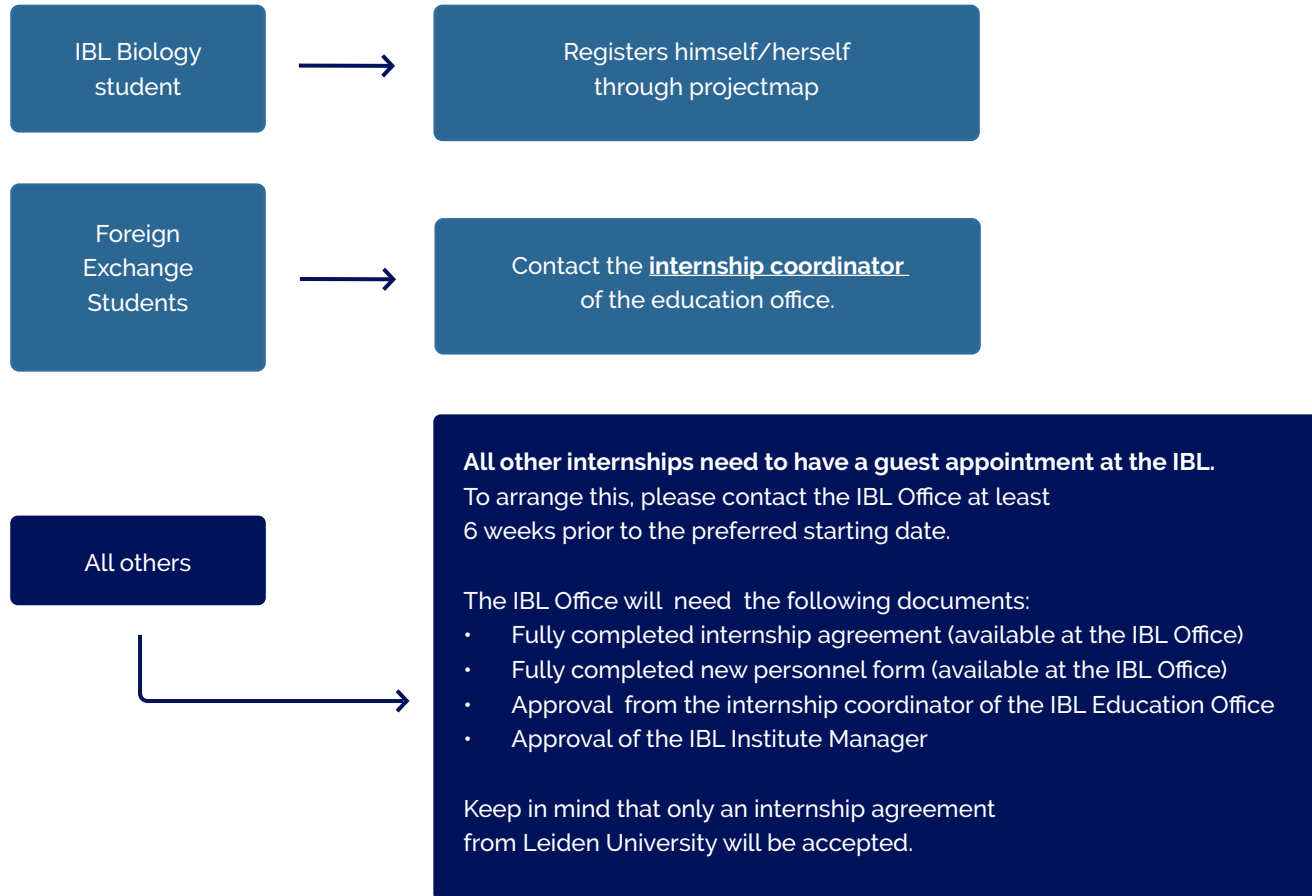 IBL Biology
student
Registers himself/herself
through projectmap
Foreign
Exchange
Students
Contact the internship coordinator
of the education office.
All others
All other internships need to have a guest appointment at the IBL.
To arrange this, please contact the IBL Office at least
6 weeks prior to the preferred starting date.
The IBL Office will need the following documents:
• Fully completed internship agreement (available at the IBL Office)
• Fully completed new personnel form (available at the IBL Office)
• Approval from the internship coordinator of the IBL Education Office
• Approval of the IBL Institute Manager
Keep in mind that only an internship agreement
from Leiden University will be accepted.